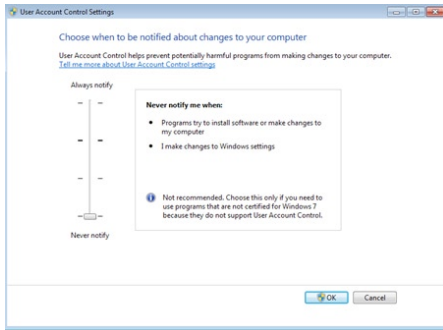 User Account Control Settings
Choose when to be notified about changes to your computer
User Account Control helps prevent potentially harmful programs from making changes to your computer.
Tell me more about User Account Control settings
Always notify
Never notify me when:
• Programs try to install software or make changes to
my computer
• I make changes to Windows settings
Not recommended. Choose this only if you need to
use programs that are not certified for Windows 7
because they do not support User Account Control.
Never notify
OK
Cancel